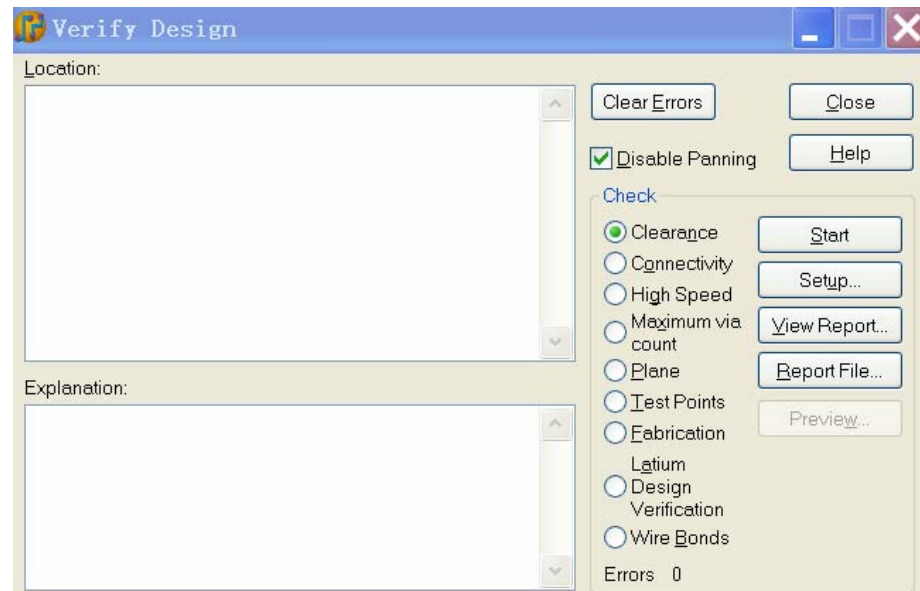 Verify Design
Location:
Clear Errors
Close
Disable Panning
Help
Check
Clearance
Start
Connectivity
Setup...
High Speed
Maximum via
count
View Report...
Plane
Report File...
Explanation:
Test Points
Preview...
Fabrication
Latium
Design
Verification
Wire Bonds
Errors 0